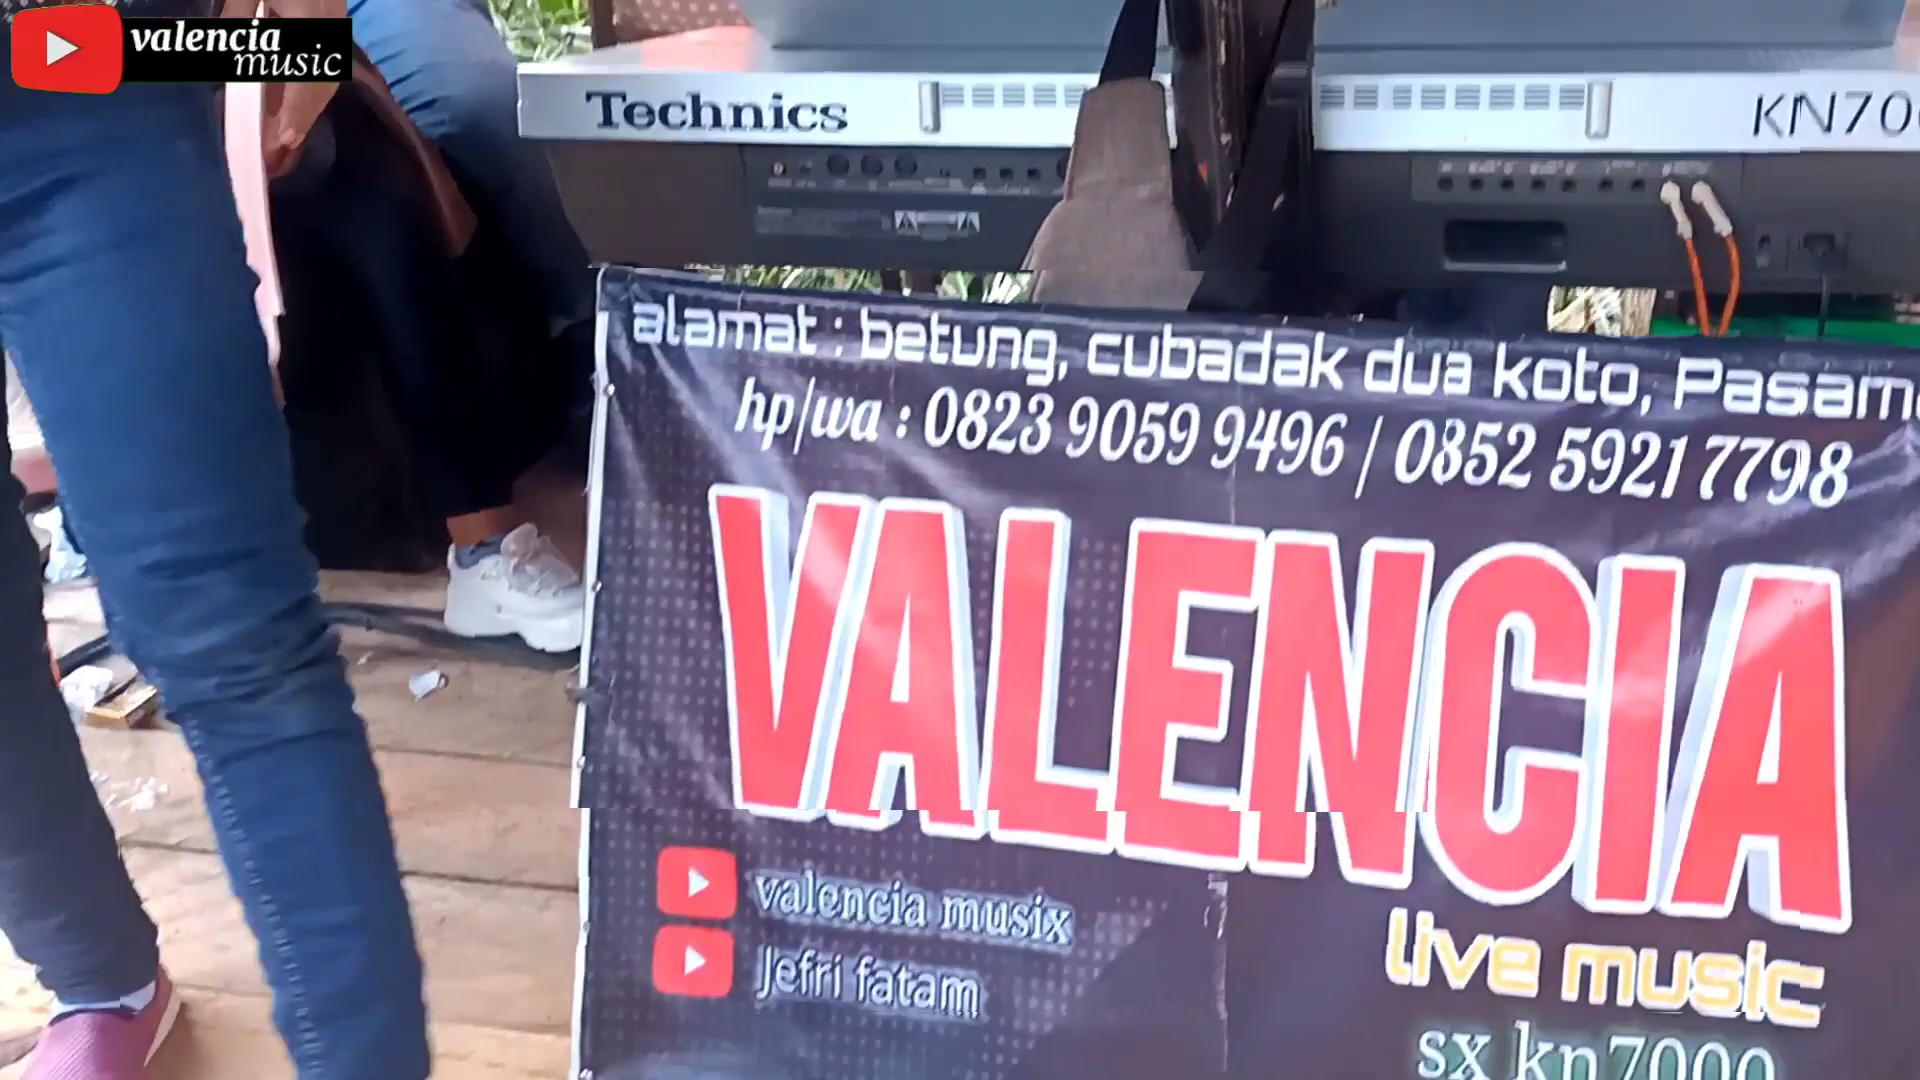 valencia
music
Technics
KN70
alamat : betung, cubadak dua koto, Pasam
hp/wa : 0823 9059 9496 / 0852 5921 7798
VALENCIA
valencia musix
Jefri fatam
live music
sx kn7000